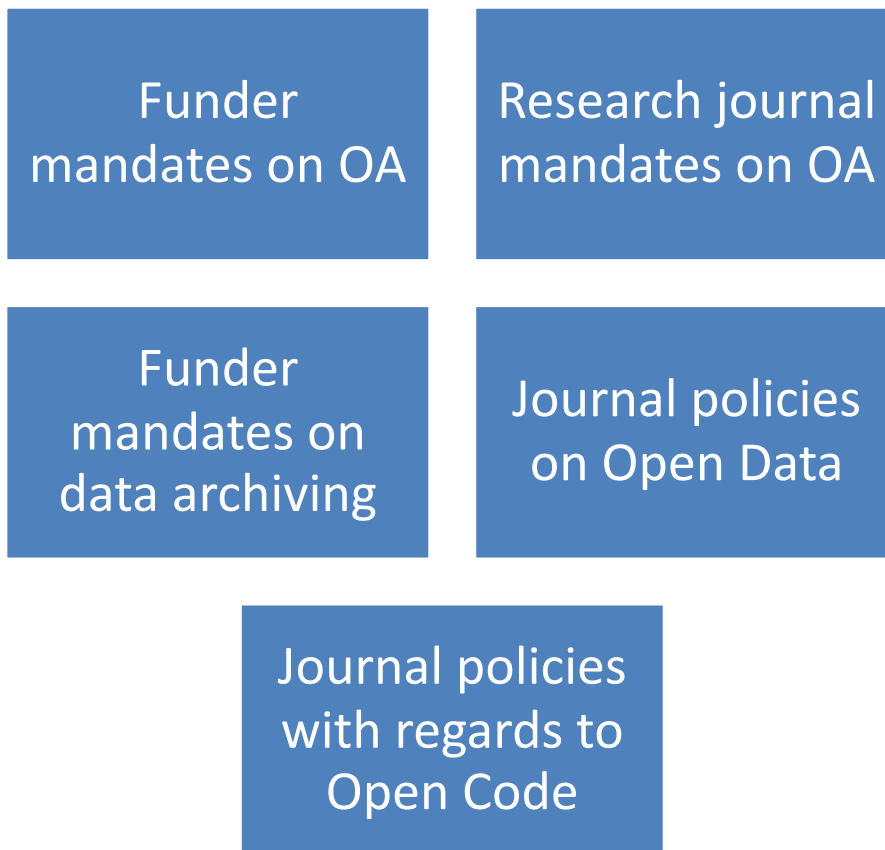 Funder
mandates on OA
Research journal
mandates on OA
Funder
mandates on
data archiving
Journal policies
on Open Data
Journal policies
with regards to
Open Code